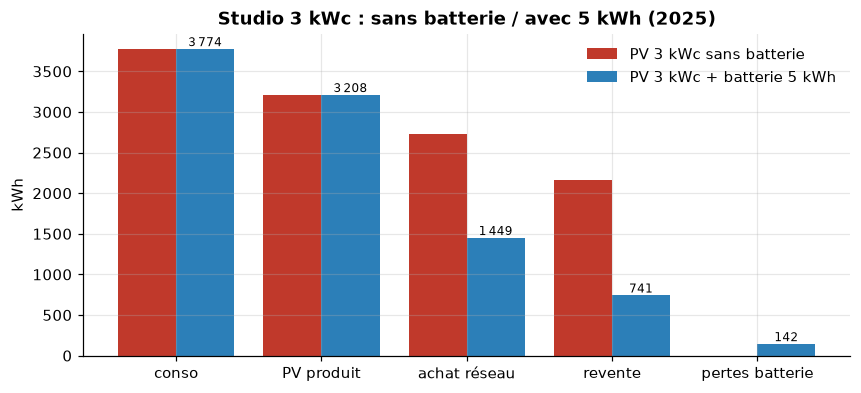 Studio 3 kWc : sans batterie / avec 5 kWh (2025)
PV 3 kWc sans batterie
PV 3 kWc + batterie 5 kWh
kWh
3500
3000
2500
2000
1500
1000
500
0
3 774
3 208
1 449
741
142
conso
PV produit
achat réseau
revente
pertes batterie